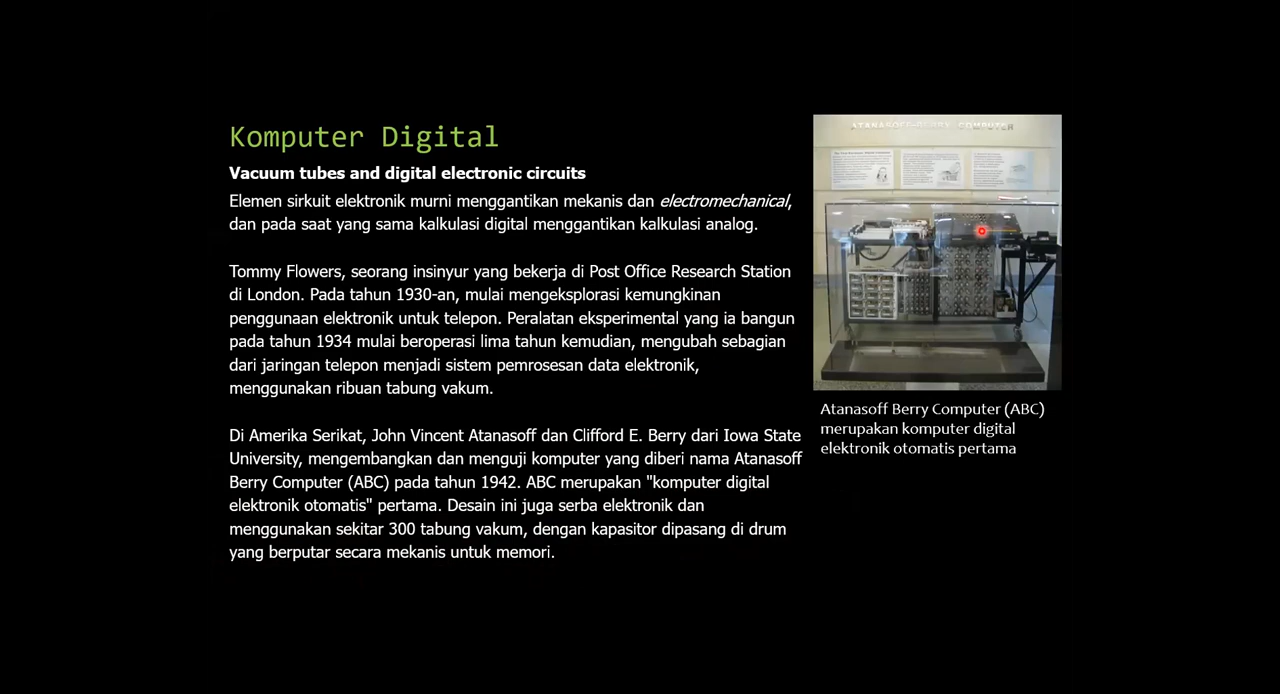 Komputer Digital
Vacuum tubes and digital electronic circuits
Elemen sirkuit elektronik murni menggantikan mekanis dan electromechanical,
dan pada saat yang sama kalkulasi digital menggantikan kalkulasi analog.
Tommy Flowers, seorang insinyur yang bekerja di Post Office Research Station
di London. Pada tahun 1930-an, mulai mengeksplorasi kemungkinan
penggunaan elektronik untuk telepon. Peralatan eksperimental yang ia bangun
pada tahun 1934 mulai beroperasi lima tahun kemudian, mengubah sebagian
dari jaringan telepon menjadi sistem pemrosesan data elektronik,
menggunakan ribuan tabung vakum.
Di Amerika Serikat, John Vincent Atanasoff dan Clifford E. Berry dari Iowa State
University, mengembangkan dan menguji komputer yang diberi nama Atanasoff
Berry Computer (ABC) pada tahun 1942. ABC merupakan "komputer digital
elektronik otomatis" pertama. Desain ini juga serba elektronik dan
menggunakan sekitar 300 tabung vakum, dengan kapasitor dipasang di drum
yang berputar secara mekanis untuk memori.
ATANASOFF-BERRY COMPUTER
Atanasoff Berry Computer (ABC)
merupakan komputer digital
elektronik otomatis pertama